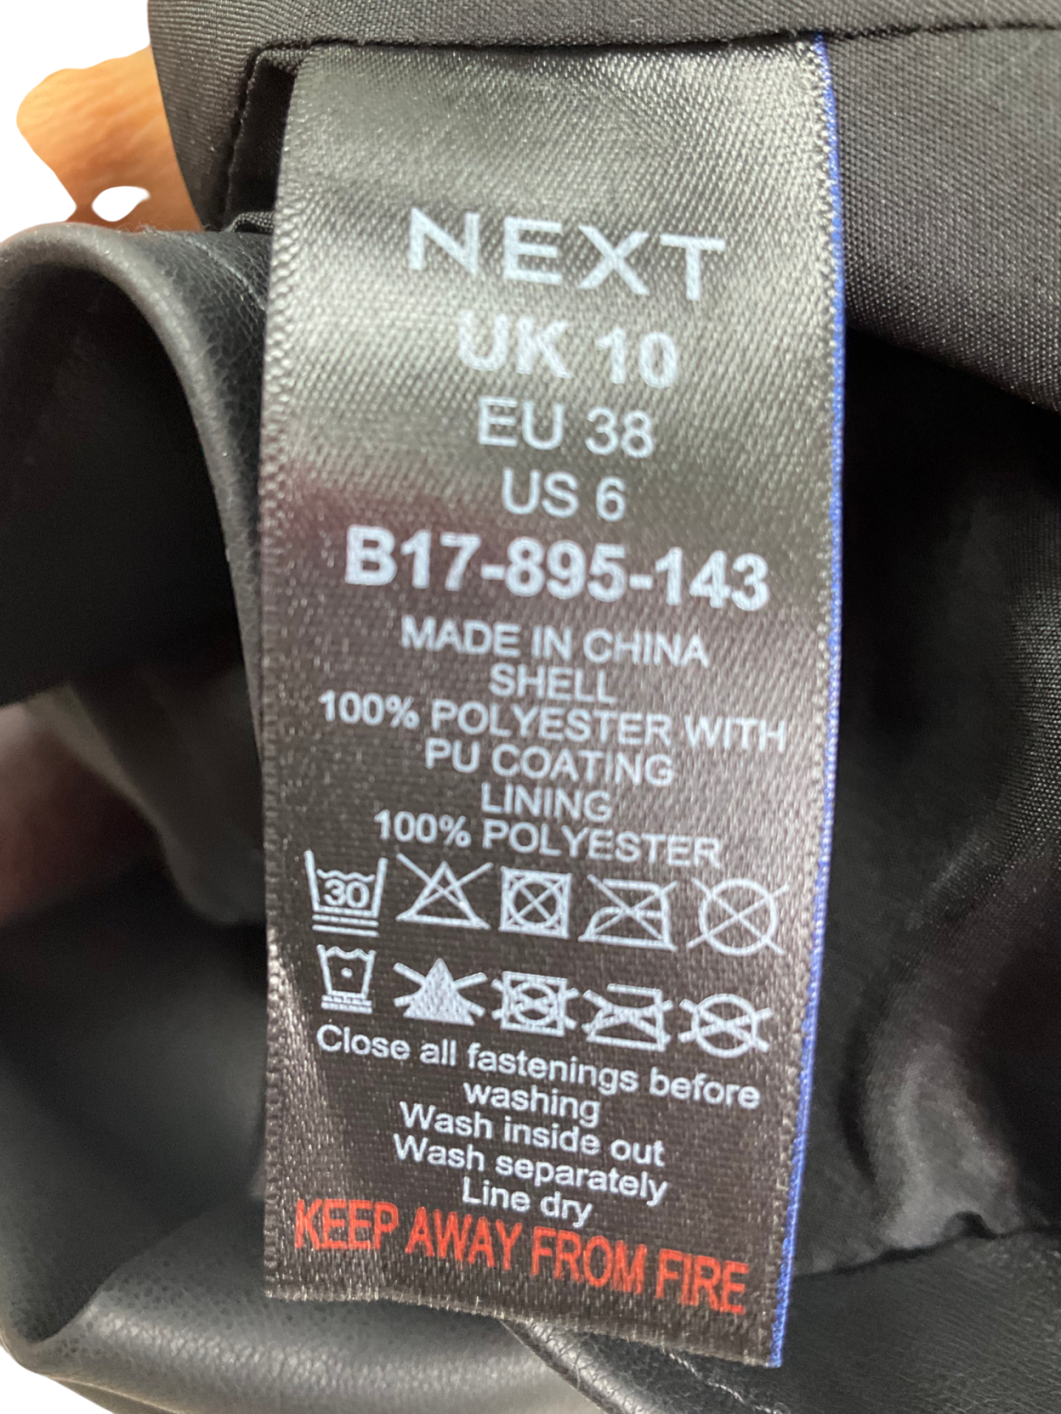 NEXT
UK 10
EU 38
US 6
B17-895-143
MADE IN CHINA
SHELL
100% POLYESTER WITH
PU COATING
LINING
100% POLYESTER
30
Close all fastenings before
washing
Wash inside out
Wash separately
Line dry
KEEP AWAY FROM FIRE